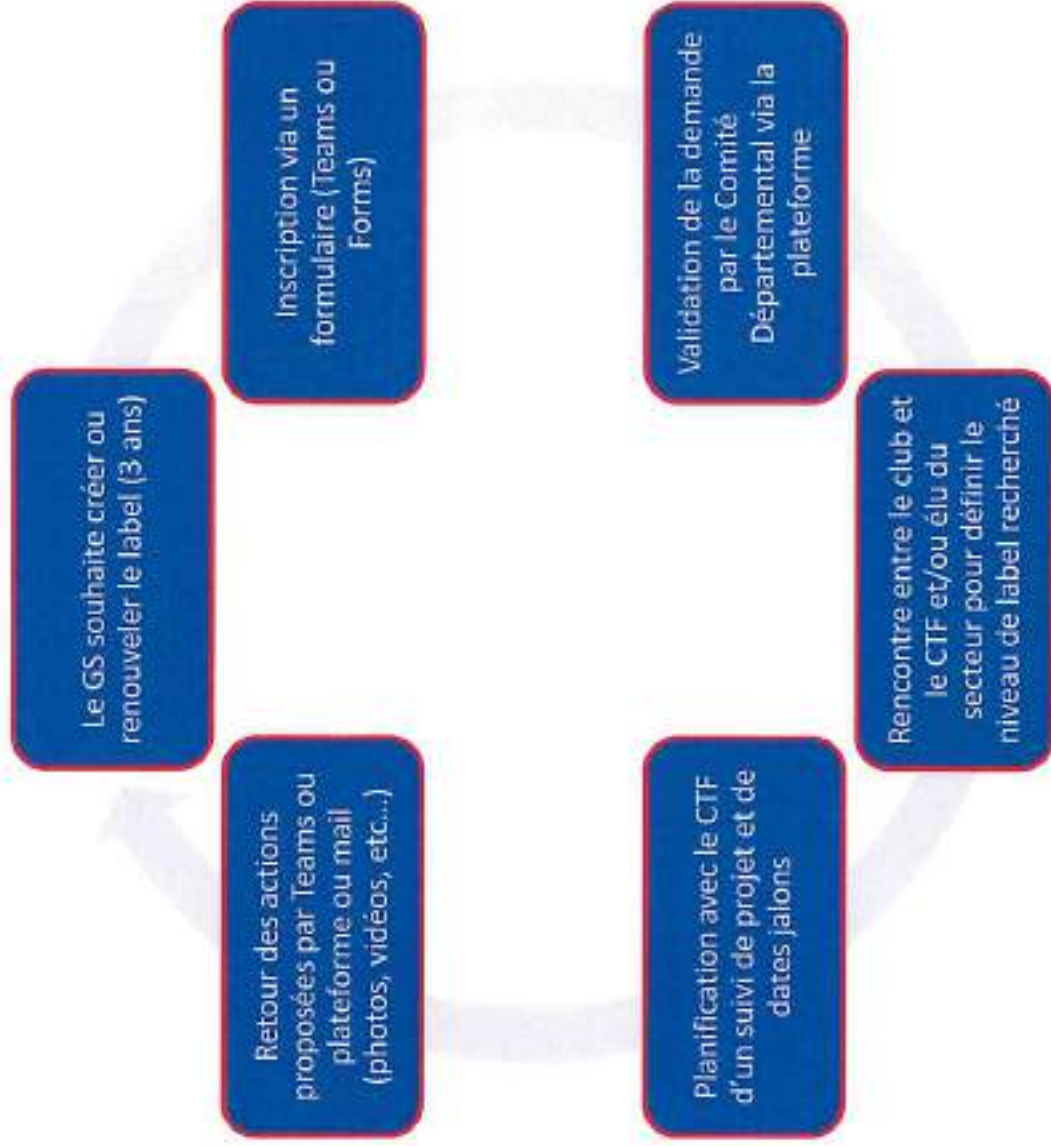 Le GS souhaite créer ou
renouveler le label (3 ans)
Inscription via un
formulaire (Teams ou
Forms)
Validation de la demande
par le Comité
Départemental via la
plateforme
Rencontre entre le club et
le CTF et/ou élu du
secteur pour définir le
niveau de label recherché
Planification avec le CTF
d'un suivi de projet et de
dates jalons
Retour des actions
proposées par Teams ou
plateforme ou mail
(photos, vidéos, etc...)